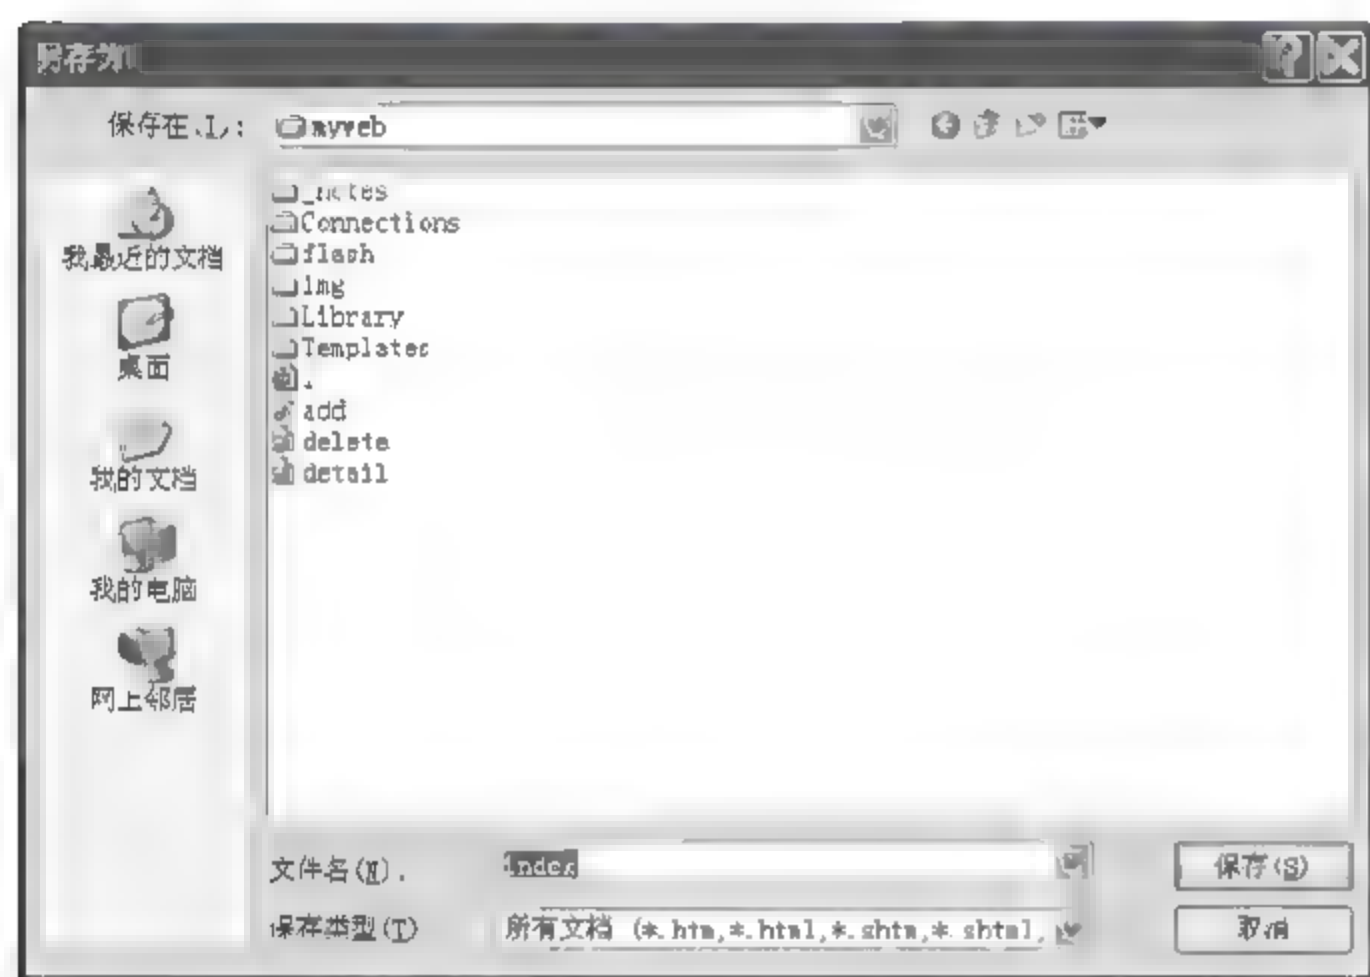 另存为
保存在(I):
myweb
_notes
Connections
flash
img
Library
Templates
.
add
delete
detail
我最近的文档
桌面
我的文档
我的电脑
网上邻居
文件名(N).
index
保存(S)
保存类型(T)
所有文档 (*.htm,*.html,*.shtm,*.shtml,
取消